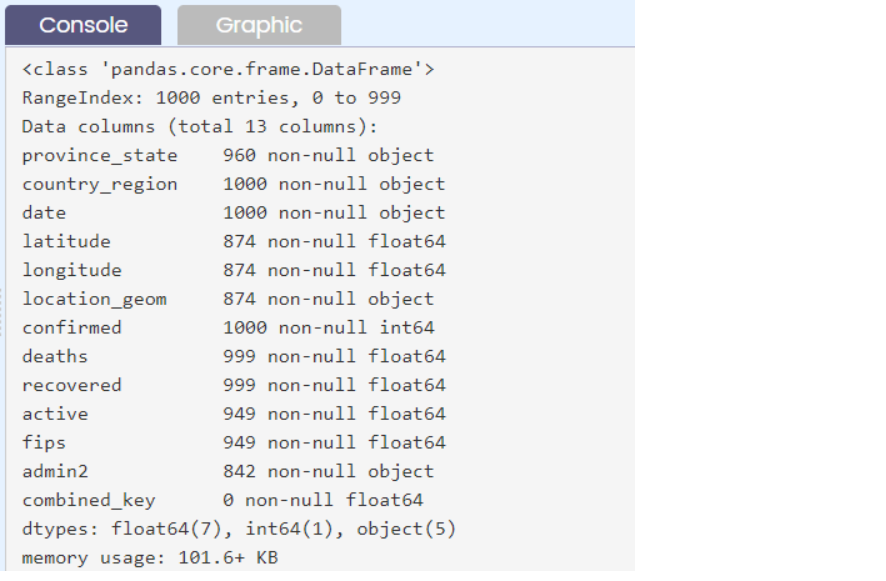 Console
Graphic
<class 'pandas.core.frame.DataFrame'>
RangeIndex: 1000 entries, 0 to 999
Data columns (total 13 columns):
province_state    960 non-null object
country_region    1000 non-null object
date              1000 non-null object
latitude          874 non-null float64
longitude         874 non-null float64
location_geom     874 non-null object
confirmed         1000 non-null int64
deaths            999 non-null float64
recovered         999 non-null float64
active            949 non-null float64
fips              949 non-null float64
admin2            842 non-null object
combined_key      0 non-null float64
dtypes: float64(7), int64(1), object(5)
memory usage: 101.6+ KB